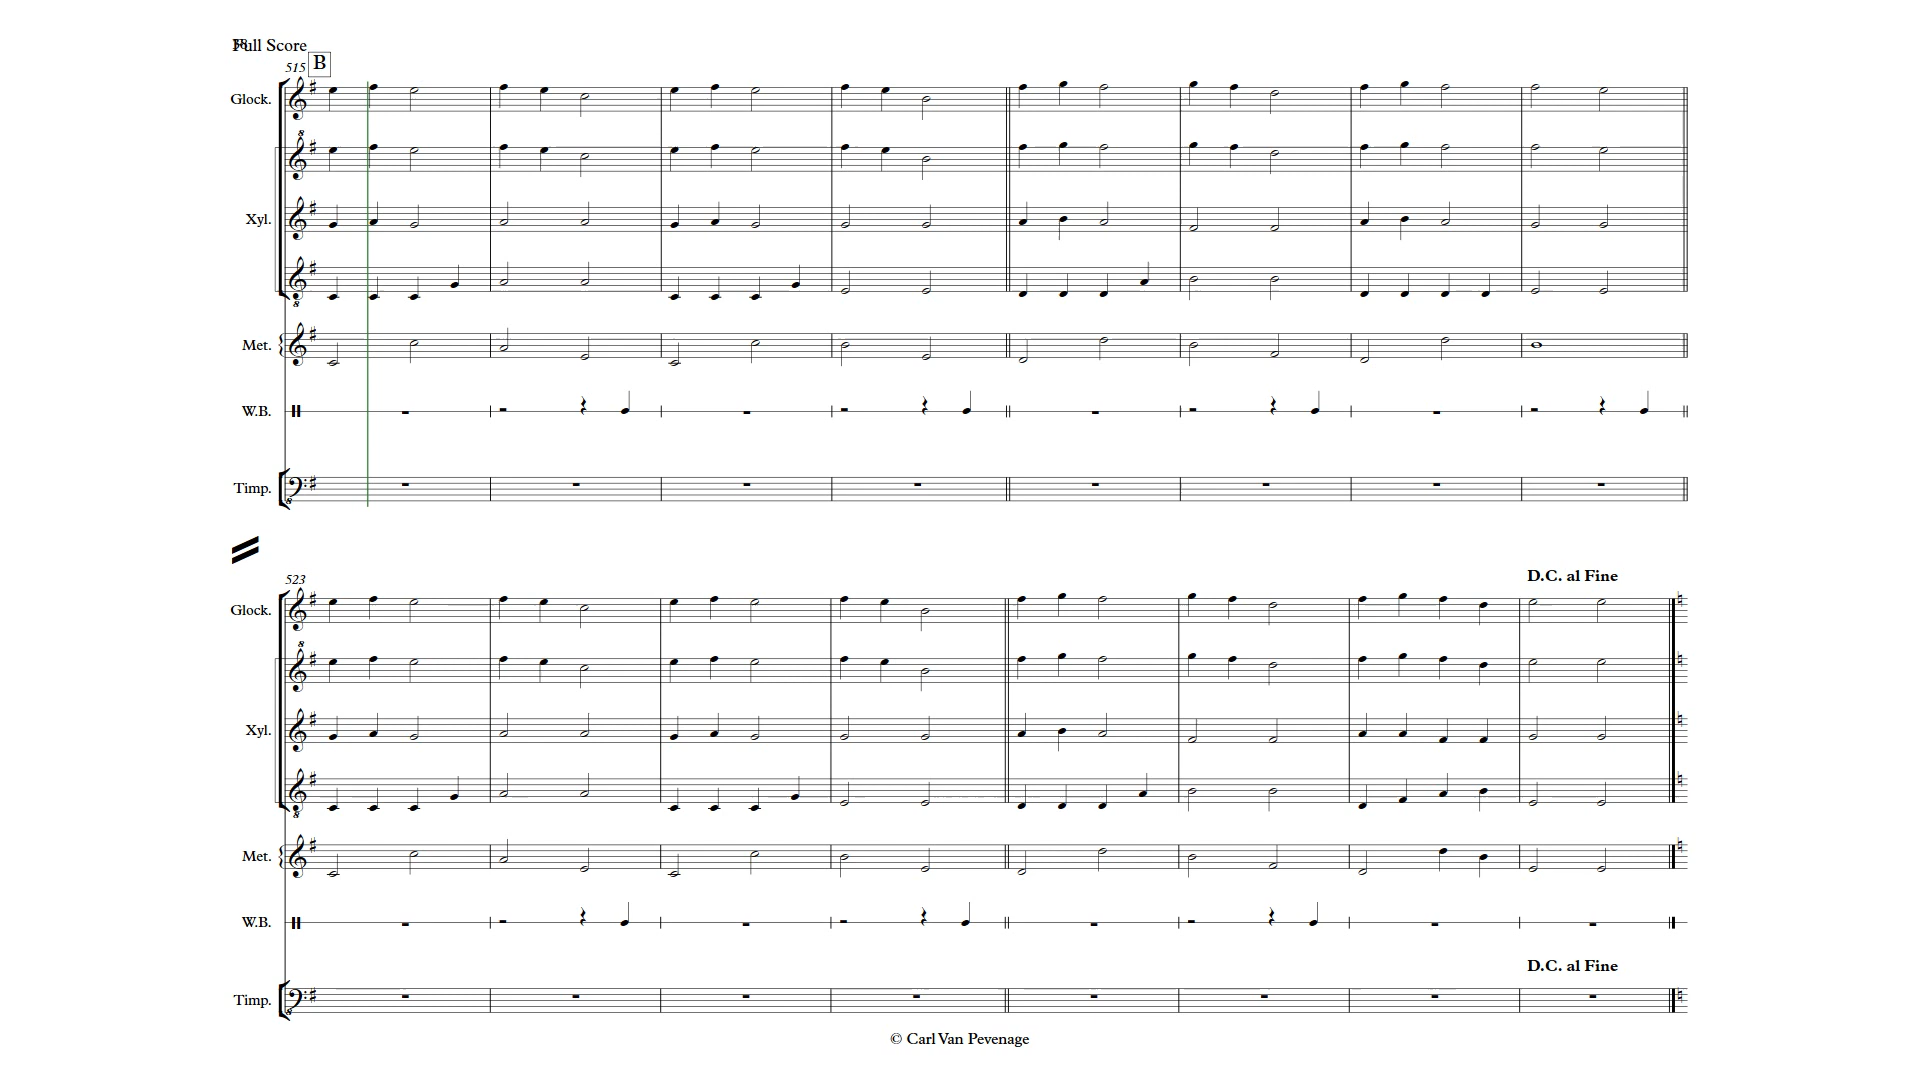 Full Score
515 B
Glock.
Xyl.
Met.
W.B.
Timp.
523
D.C. al Fine
Glock.
Xyl.
Met.
W.B.
D.C. al Fine
Timp.
© Carl Van Pevenage